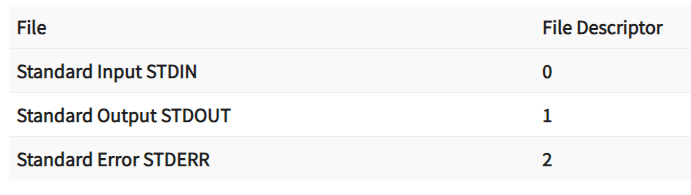 File File Descriptor
Standard Input STDIN 0
Standard Output STDOUT 1
Standard Error STDERR 2